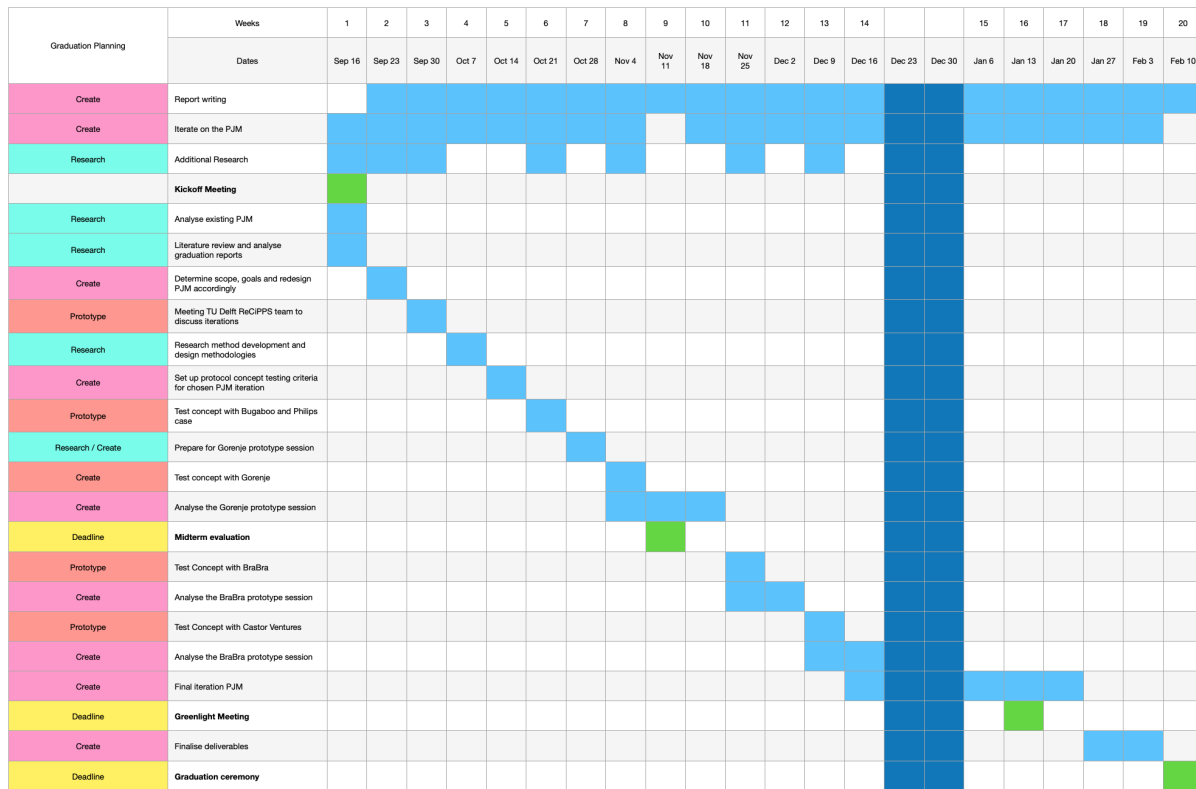 Graduation Planning
Weeks 1 2 3 4 5 6 7 8 9 10 11 12 13 14 15 16 17 18 19 20
Dates Sep 16 Sep 23 Sep 30 Oct 7 Oct 14 Oct 21 Oct 28 Nov 4 Nov 11 Nov 18 Nov 25 Dec 2 Dec 9 Dec 16 Dec 23 Dec 30 Jan 6 Jan 13 Jan 20 Jan 27 Feb 3 Feb 10
Create Report writing
Create Iterate on the PJM
Research Additional Research
Kickoff Meeting
Research Analyse existing PJM
Research Literature review and analyse
graduation reports
Create Determine scope, goals and redesign
PJM accordingly
Prototype Meeting TU Delft ReCiPPS team to
discuss iterations
Research Research method development and
design methodologies
Create Set up protocol concept testing criteria
for chosen PJM iteration
Prototype Test concept with Bugaboo and Philips
case
Research / Create Prepare for Gorenje prototype session
Create Test concept with Gorenje
Create Analyse the Gorenje prototype session
Deadline Midterm evaluation
Prototype Test Concept with BraBra
Create Analyse the BraBra prototype session
Prototype Test Concept with Castor Ventures
Create Analyse the BraBra prototype session
Create Final iteration PJM
Deadline Greenlight Meeting
Create Finalise deliverables
Deadline Graduation ceremony